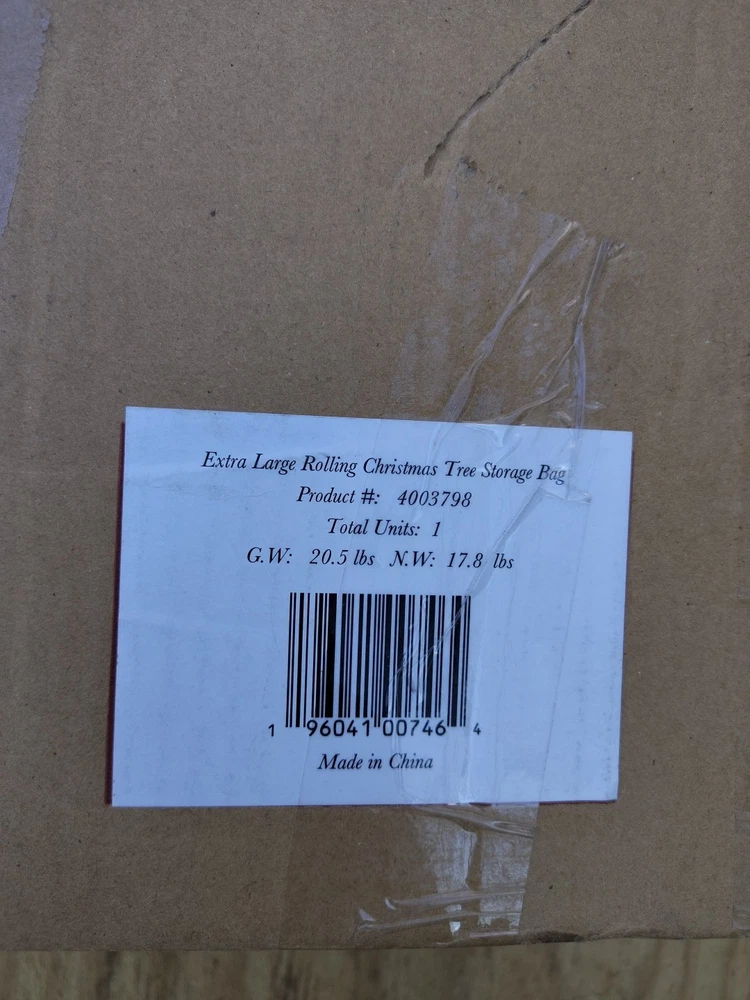 Extra Large Rolling Christmas Tree Storage Bag
Product #: 4003798
Total Units: 1
G.W: 20.5 lbs N.W: 17.8 lbs
1 96041 00746 4
Made in China